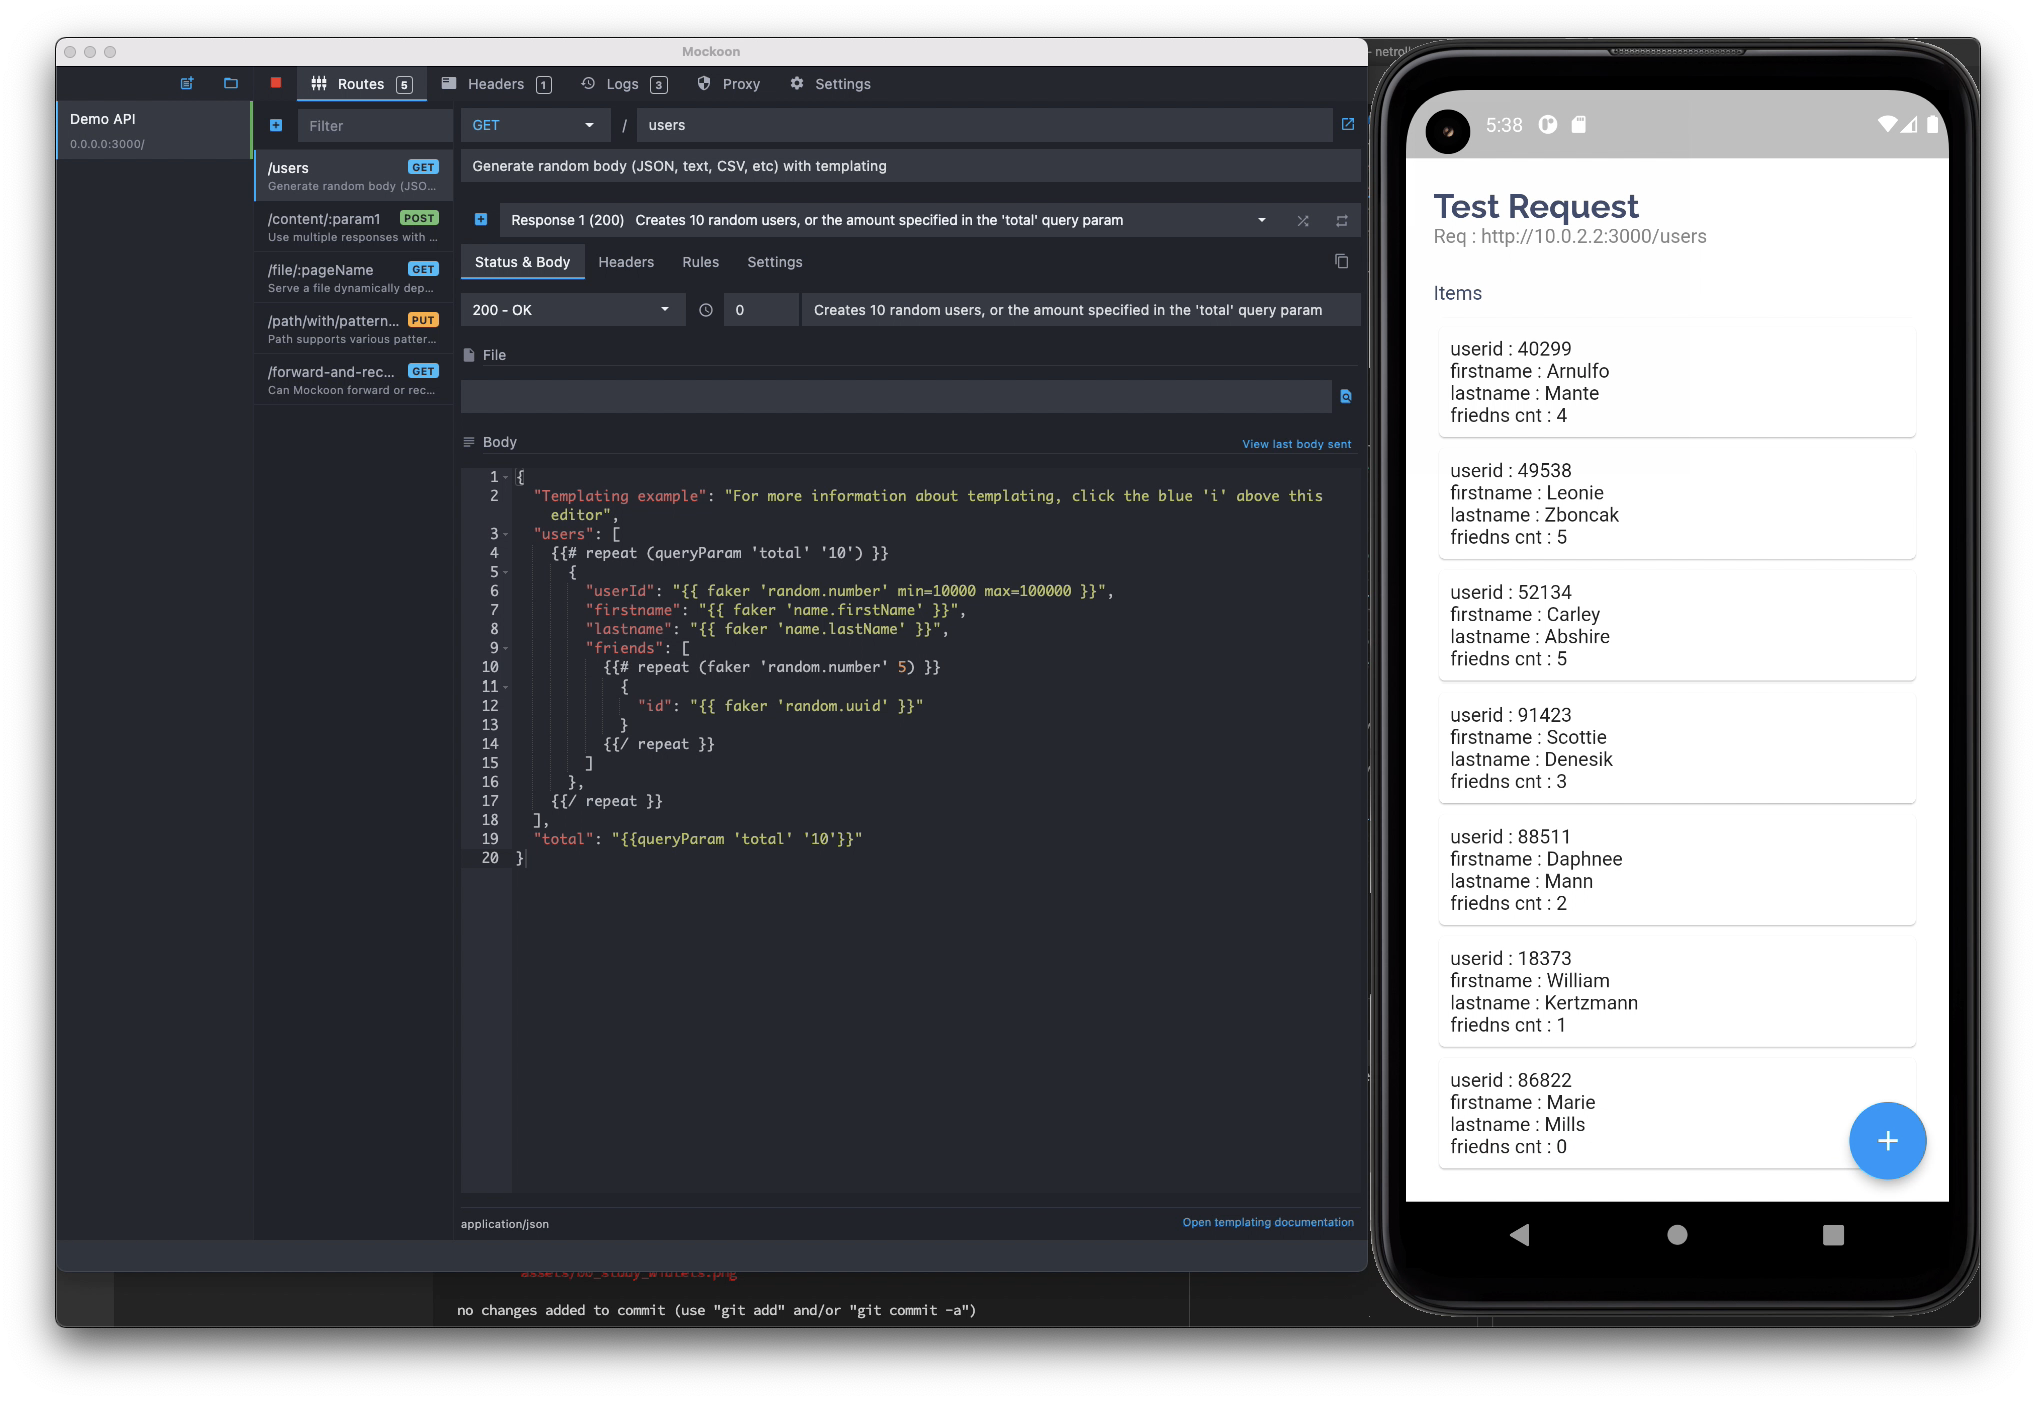 Mockoon
Routes 5
Headers 1
Logs 3
Proxy
Settings
Demo API
0.0.0.0:3000/
Filter
/users GET
Generate random body (JSO...
/content/:param1 POST
Use multiple responses with ...
/file/:pageName GET
Serve a file dynamically dep...
/path/with/pattern... PUT
Path supports various patter...
/forward-and-rec... GET
Can Mockoon forward or rec...
GET / users
Generate random body (JSON, text, CSV, etc) with templating
Response 1 (200) Creates 10 random users, or the amount specified in the 'total' query param
Status & Body Headers Rules Settings
200 - OK 0 Creates 10 random users, or the amount specified in the 'total' query param
File
Body View last body sent
1 {
2 "Templating example": "For more information about templating, click the blue 'i' above this
editor",
3 "users": [
4 {{# repeat (queryParam 'total' '10') }}
5 {
6 "userId": "{{ faker 'random.number' min=10000 max=100000 }}",
7 "firstname": "{{ faker 'name.firstName' }}",
8 "lastname": "{{ faker 'name.lastName' }}",
9 "friends": [
10 {{# repeat (faker 'random.number' 5) }}
11 {
12 "id": "{{ faker 'random.uuid' }}"
13 }
14 {{/ repeat }}
15 ]
16 },
17 {{/ repeat }}
18 ],
19 "total": "{{queryParam 'total' '10'}}"
20 }
application/json Open templating documentation
no changes added to commit (use "git add" and/or "git commit -a")
5:38
Test Request
Req : http://10.0.2.2:3000/users
Items
userid : 40299
firstname : Arnulfo
lastname : Mante
friedns cnt : 4
userid : 49538
firstname : Leonie
lastname : Zboncak
friedns cnt : 5
userid : 52134
firstname : Carley
lastname : Abshire
friedns cnt : 5
userid : 91423
firstname : Scottie
lastname : Denesik
friedns cnt : 3
userid : 88511
firstname : Daphnee
lastname : Mann
friedns cnt : 2
userid : 18373
firstname : William
lastname : Kertzmann
friedns cnt : 1
userid : 86822
firstname : Marie
lastname : Mills
friedns cnt : 0